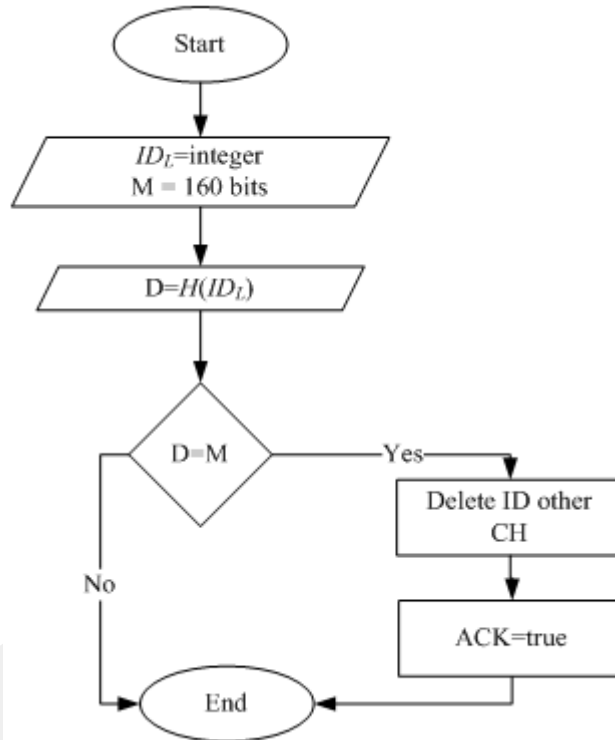 Start
ID_L=integer
M = 160 bits
D=H(ID_L)
D=M
Yes
Delete ID other
CH
No
ACK=true
End